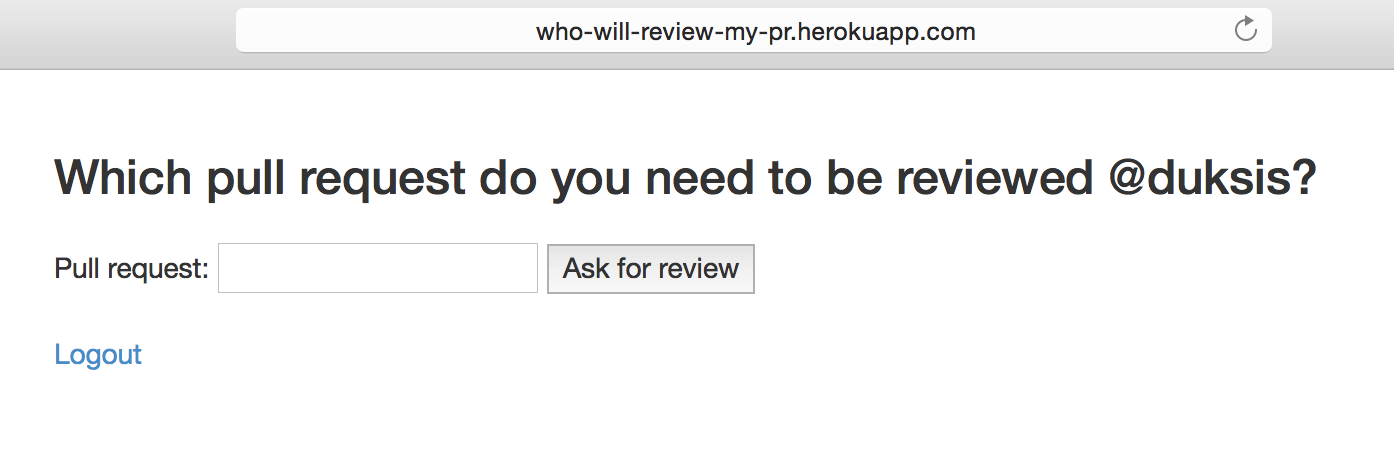 who-will-review-my-pr.herokuapp.com
Which pull request do you need to be reviewed @duksis?
Pull request: Ask for review
Logout